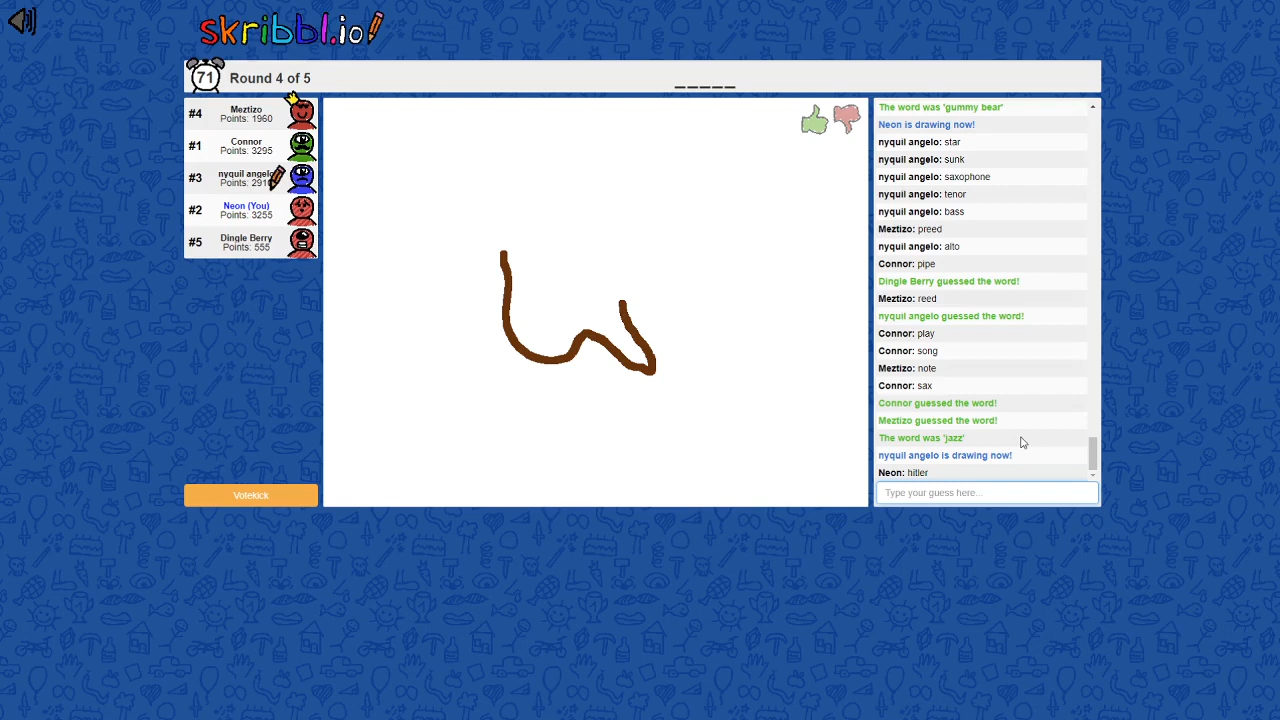 skribbl.io
71
Round 4 of 5
_____
#4
Meztizo
Points: 1960
#1
Connor
Points: 3295
#3
nyquil angelo
Points: 291
#2
Neon (You)
Points: 3255
#5
Dingle Berry
Points: 555
Votekick
The word was 'gummy bear'
Neon is drawing now!
nyquil angelo: star
nyquil angelo: sunk
nyquil angelo: saxophone
nyquil angelo: tenor
nyquil angelo: bass
Meztizo: preed
nyquil angelo: alto
Connor: pipe
Dingle Berry guessed the word!
Meztizo: reed
nyquil angelo guessed the word!
Connor: play
Connor: song
Meztizo: note
Connor: sax
Connor guessed the word!
Meztizo guessed the word!
The word was 'jazz'
nyquil angelo is drawing now!
Neon: hitler
Type your guess here...